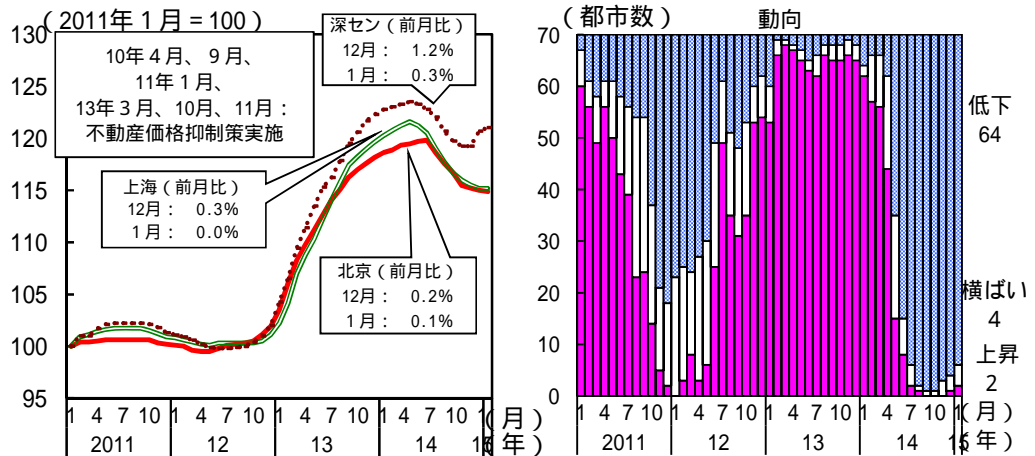 （2011年１月＝100）
130
125
120
115
110
105
100
95
10年４月、９月、
11年１月、
13年３月、10月、11月：
不動産価格抑制策実施
深セン（前月比）
12月： 1.2%
１月： 0.3%
上海（前月比）
12月： 0.3%
１月： 0.0%
北京（前月比）
12月： 0.2%
１月： 0.1%
1 4 7 10 1 4 7 10 1 4 7 10 1 4 7 10 1（月）
2011 12 13 14 15（年）
（都市数） 動向
70
60
50
40
30
20
10
0
低下
64
横ばい
4
上昇
2
1 4 7 10 1 4 7 10 1 4 7 10 1 4 7 10 1（月）
2011 12 13 14 15（年）